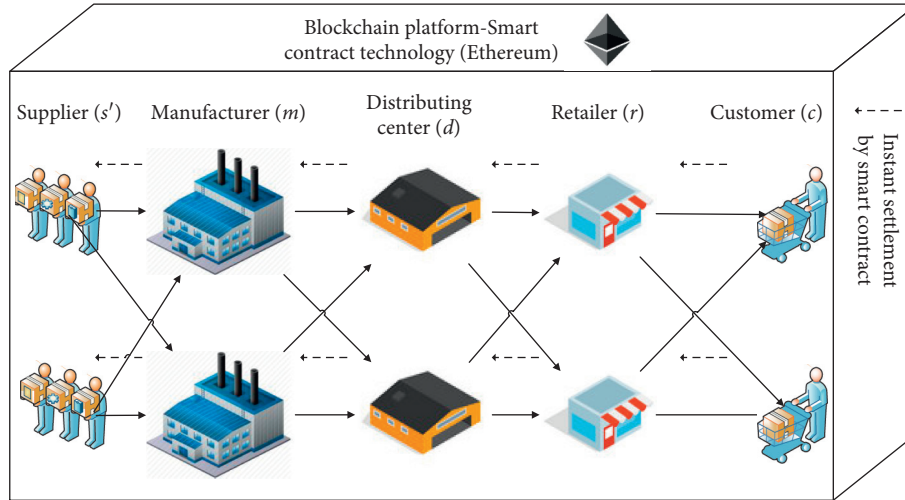 Blockchain platform-Smart
contract technology (Ethereum)
Supplier (s′)
Manufacturer (m)
Distributing
center (d)
Retailer (r)
Customer (c)
Instant settlement
by smart contract